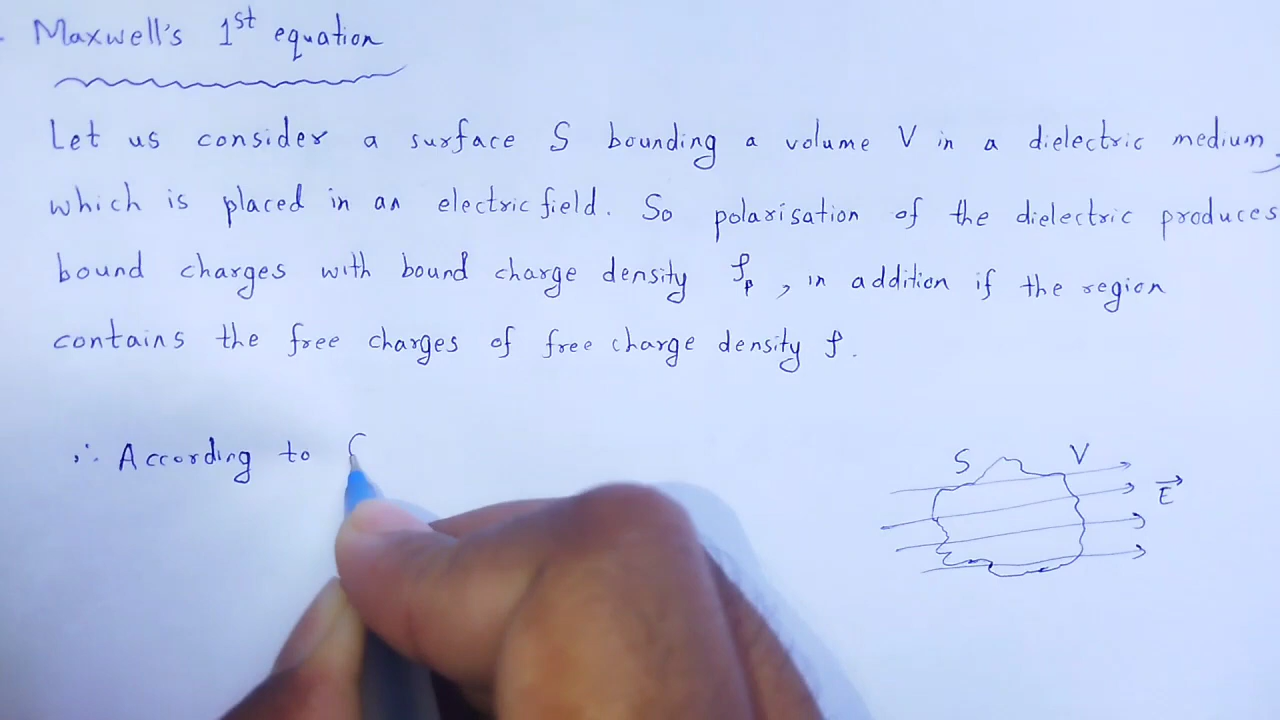 Maxwell's 1st equation
Let us consider a surface S bounding a volume V in a dielectric medium,
which is placed in an electric field. So polarisation of the dielectric produces
bound charges with bound charge density ρp, in addition if the region
contains the free charges of free charge density ρ.
∴ According to
S V
E⃗